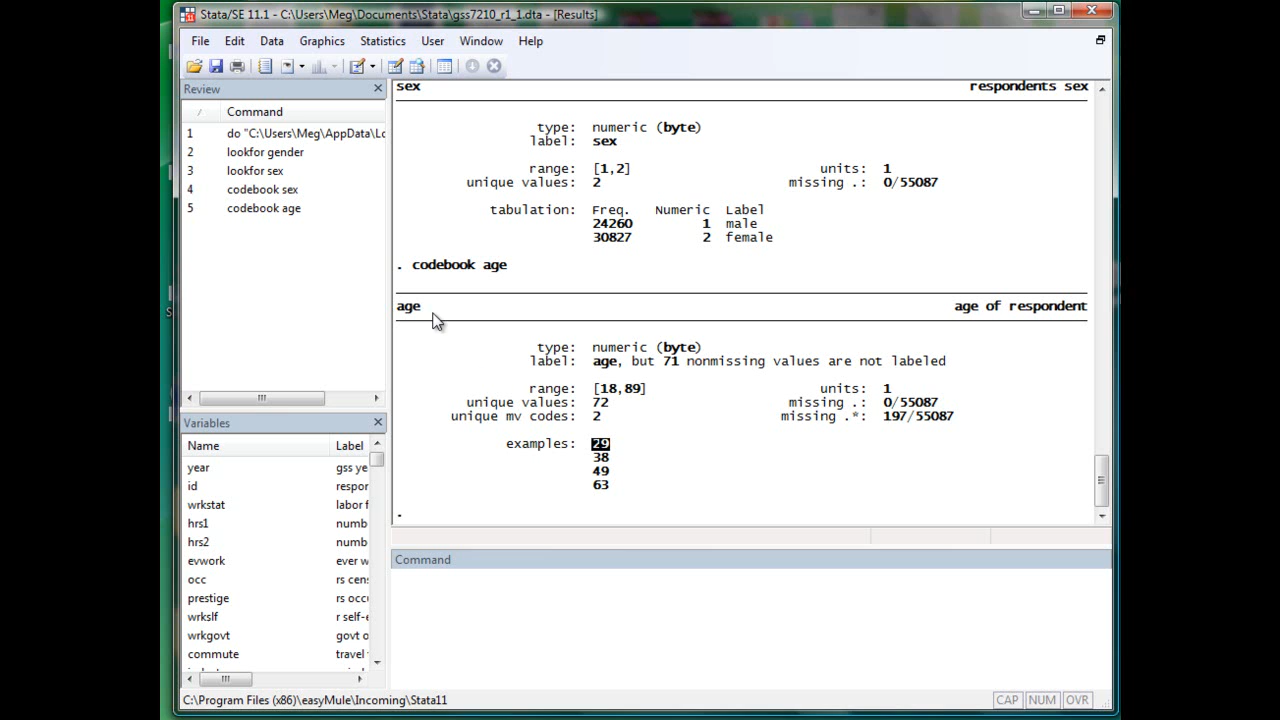 Stata/SE 11.1 - C:\Users\Meg\Documents\Stata\gss7210_r1_1.dta - [Results]
File Edit Data Graphics Statistics User Window Help
Review
Command
1 do "C:\Users\Meg\AppData\Lo
2 lookfor gender
3 lookfor sex
4 codebook sex
5 codebook age
Variables
Name Label
year gss ye
id respor
wrkstat labor f
hrs1 numb
hrs2 numb
evwork ever w
occ rs cens
prestige rs occu
wrkslf r self-e
wrkgovt govt o
commute travel
sex respondents sex
type: numeric (byte)
label: sex
range: [1,2] units: 1
unique values: 2 missing .: 0/55087
tabulation: Freq. Numeric Label
24260 1 male
30827 2 female
. codebook age
age age of respondent
type: numeric (byte)
label: age, but 71 nonmissing values are not labeled
range: [18,89] units: 1
unique values: 72 missing .: 0/55087
unique mv codes: 2 missing .*: 197/55087
examples: 29
38
49
63
.
Command
C:\Program Files (x86)\easyMule\Incoming\Stata11
CAP NUM OVR